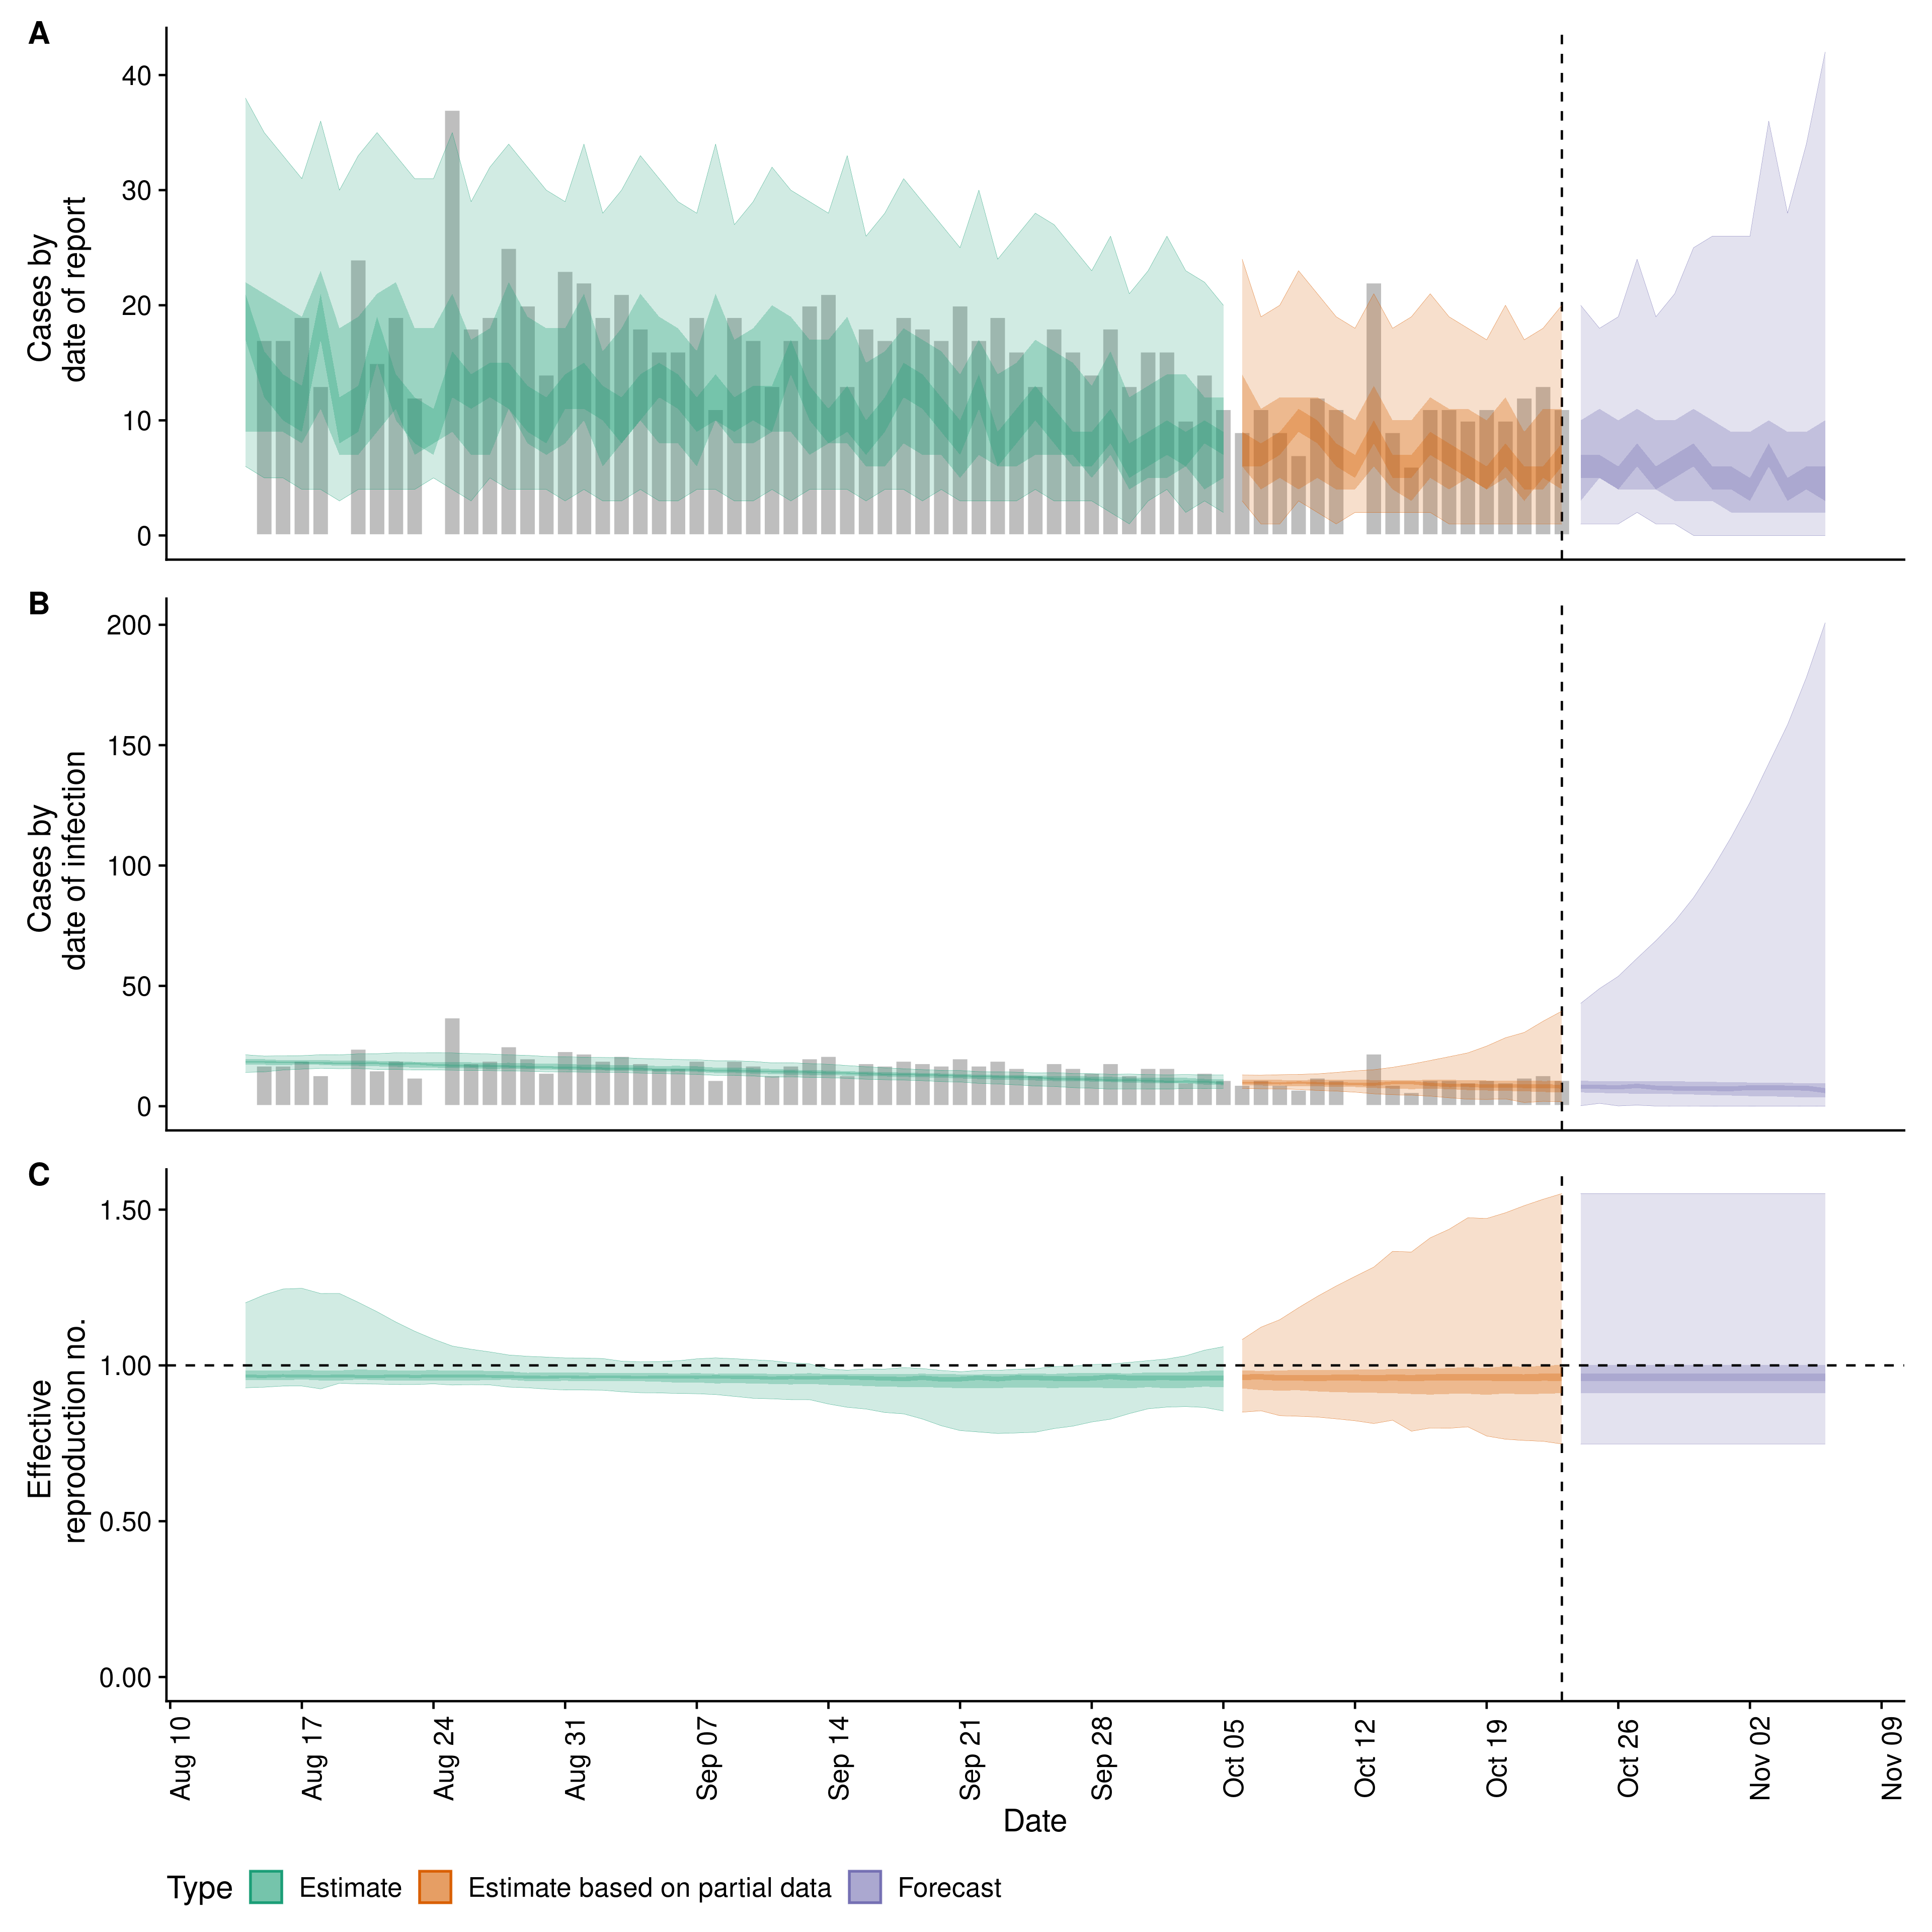 A
40
30
20
10
0
Cases by
date of report
B
200
150
100
50
0
Cases by
date of infection
C
1.50
1.00
0.50
0.00
Effective
reproduction no.
Aug 10
Aug 17
Aug 24
Aug 31
Sep 07
Sep 14
Sep 21
Sep 28
Oct 05
Oct 12
Oct 19
Oct 26
Nov 02
Nov 09
Date
Type Estimate Estimate based on partial data Forecast